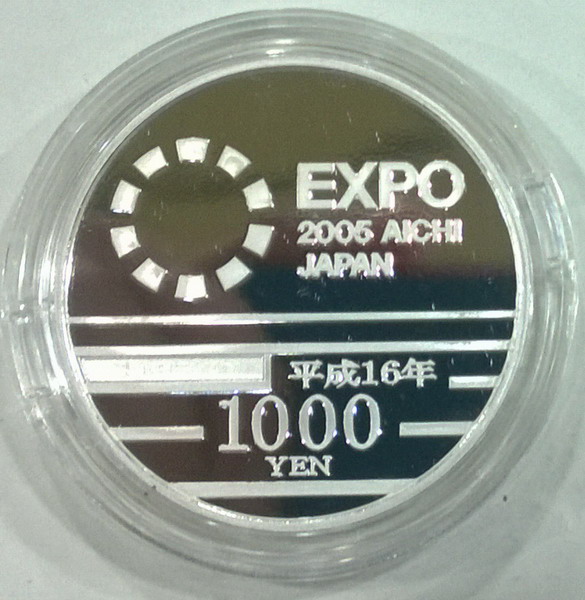 EXPO
2005 AICHI
JAPAN
平成16年
1000
YEN